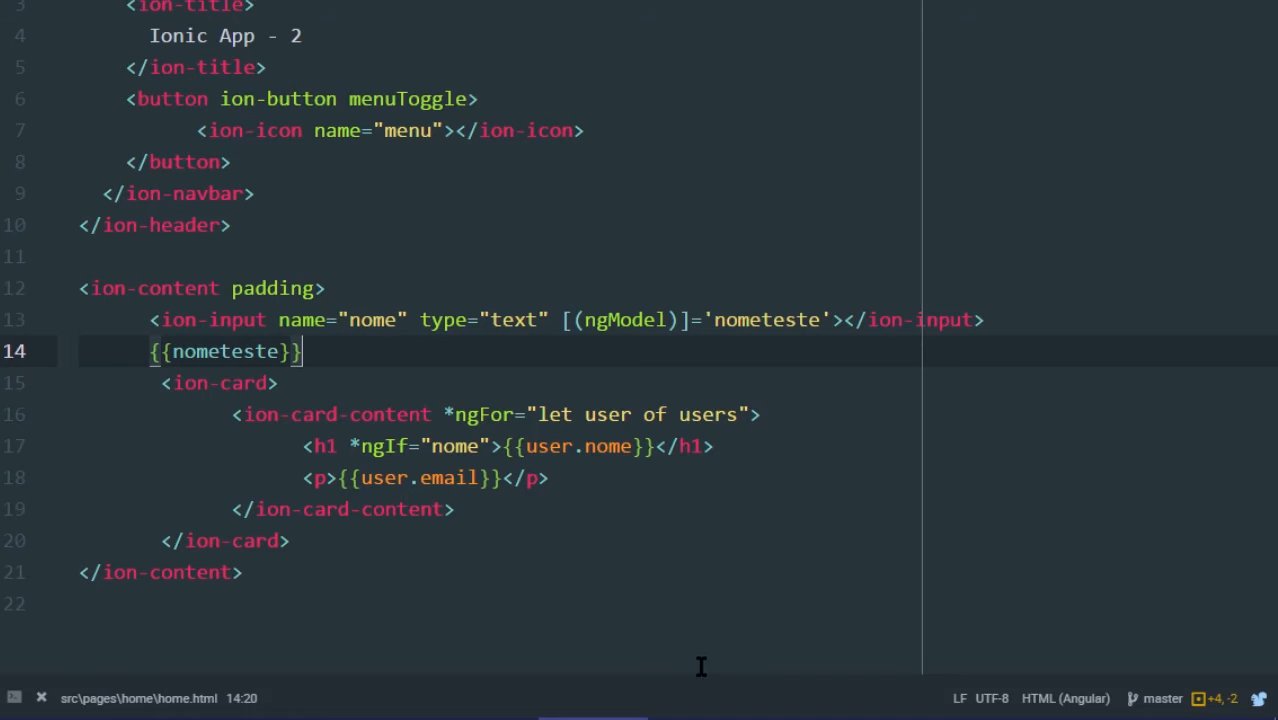 3 <ion-title>
4 Ionic App - 2
5 </ion-title>
6 <button ion-button menuToggle>
7 <ion-icon name="menu"></ion-icon>
8 </button>
9 </ion-navbar>
10 </ion-header>
11
12 <ion-content padding>
13 <ion-input name="nome" type="text" [(ngModel)]='nometeste'></ion-input>
14 {{nometeste}}
15 <ion-card>
16 <ion-card-content *ngFor="let user of users">
17 <h1 *ngIf="nome">{{user.nome}}</h1>
18 <p>{{user.email}}</p>
19 </ion-card-content>
20 </ion-card>
21 </ion-content>
22
src\pages\home\home.html 14:20 LF UTF-8 HTML (Angular) master +4, -2